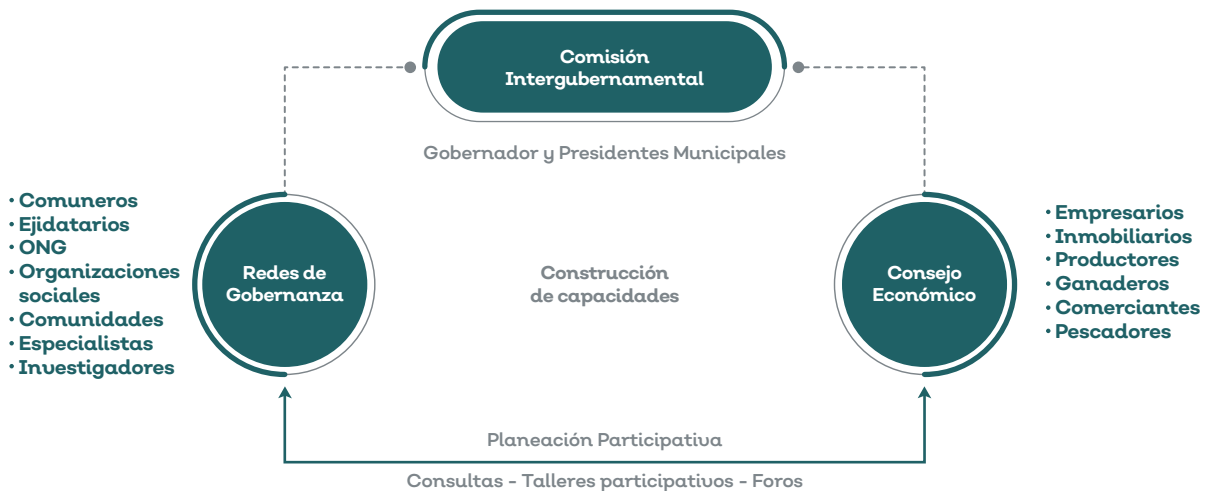 Comisión
Intergubernamental
Gobernador y Presidentes Municipales
• Comuneros
• Ejidatarios
• ONG
• Organizaciones
sociales
• Comunidades
• Especialistas
• Investigadores
Redes de
Gobernanza
Construcción
de capacidades
Consejo
Económico
• Empresarios
• Inmobiliarios
• Productores
• Ganaderos
• Comerciantes
• Pescadores
Planeación Participativa
Consultas - Talleres participativos - Foros